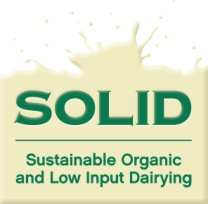 SOLID
Sustainable Organic
and Low Input Dairying